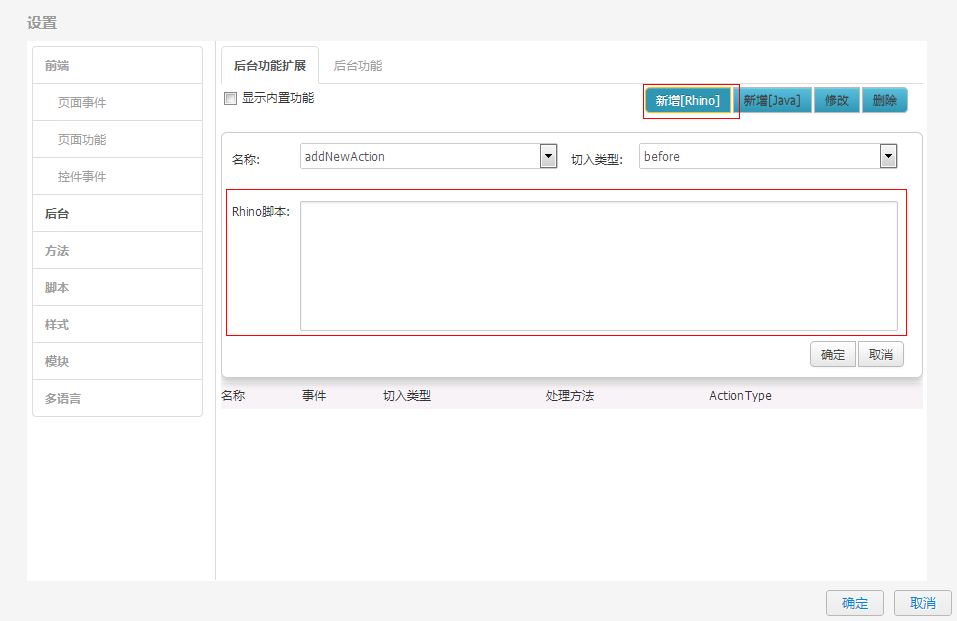 设置
前端
页面事件
页面功能
控件事件
后台
方法
脚本
样式
模块
多语言
后台功能扩展 后台功能
显示内置功能
新增[Rhino] 新增[Java] 修改 删除
名称: addNewAction 切入类型: before
Rhino脚本:
确定 取消
名称 事件 切入类型 处理方法 ActionType
确定 取消